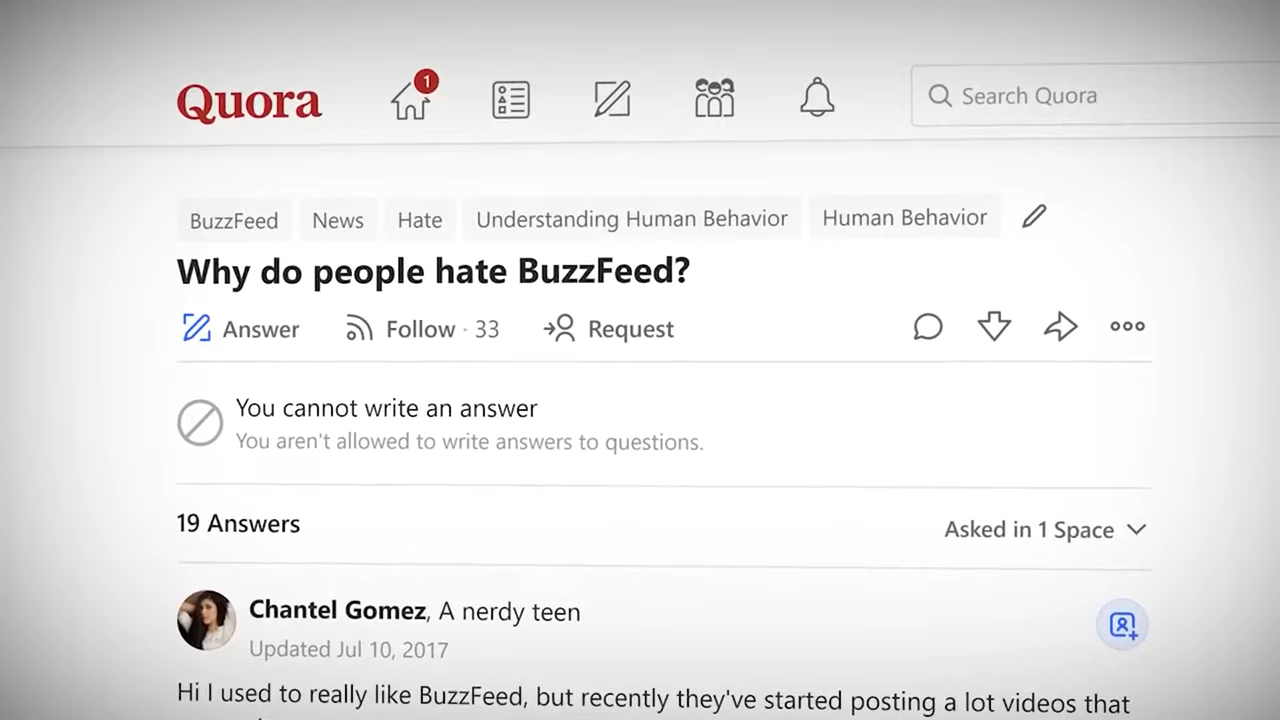 Quora
1
Search Quora
BuzzFeed News Hate Understanding Human Behavior Human Behavior
Why do people hate BuzzFeed?
Answer Follow · 33 Request
You cannot write an answer
You aren't allowed to write answers to questions.
19 Answers
Asked in 1 Space
Chantel Gomez, A nerdy teen
Updated Jul 10, 2017
Hi I used to really like BuzzFeed, but recently they've started posting a lot videos that